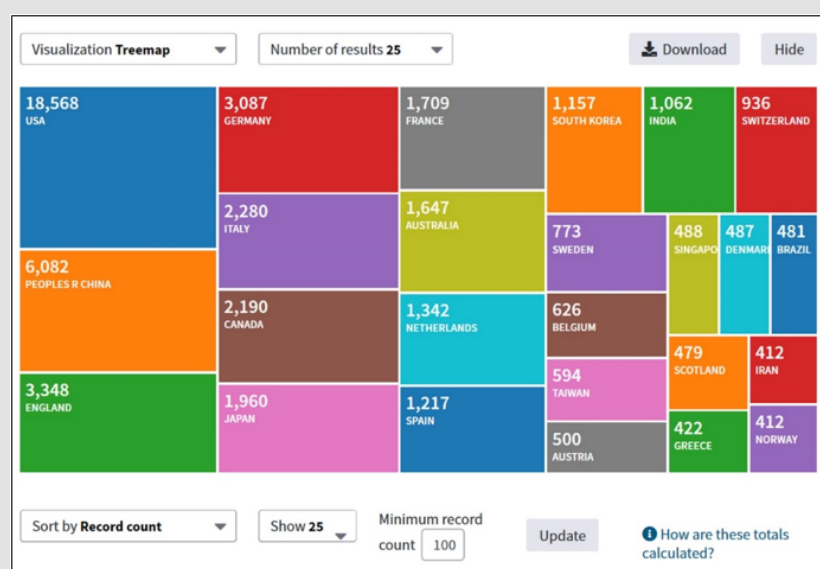 Visualization Treemap
Number of results 25
Download
Hide
18,568
USA
6,082
PEOPLES R CHINA
3,348
ENGLAND
3,087
GERMANY
2,280
ITALY
2,190
CANADA
1,960
JAPAN
1,709
FRANCE
1,647
AUSTRALIA
1,342
NETHERLANDS
1,217
SPAIN
1,157
SOUTH KOREA
1,062
INDIA
936
SWITZERLAND
773
SWEDEN
626
BELGIUM
594
TAIWAN
500
AUSTRIA
488
SINGAPO
487
DENMAR
481
BRAZIL
479
SCOTLAND
412
IRAN
422
GREECE
412
NORWAY
Sort by Record count
Show 25
Minimum record
count 100
Update
How are these totals
calculated?